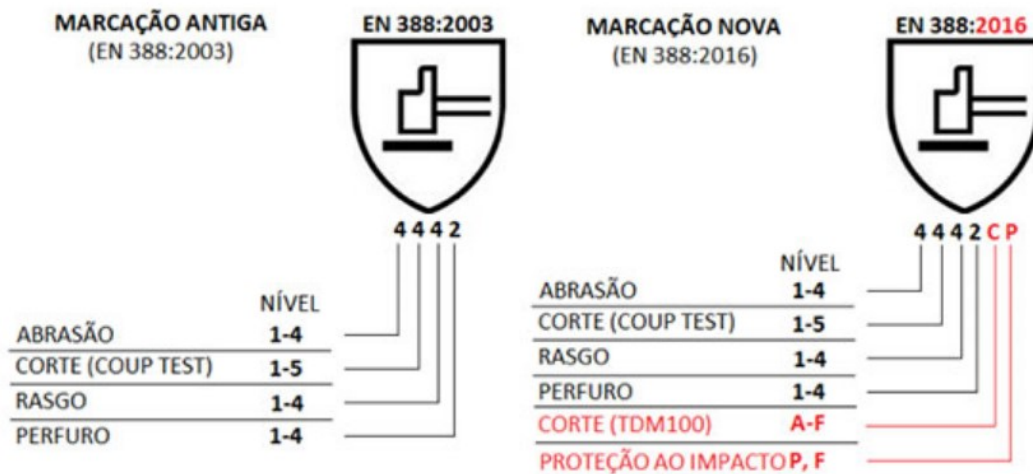 MARCAÇÃO ANTIGA
(EN 388:2003)
EN 388:2003
4 4 4 2
NÍVEL
ABRASÃO 1-4
CORTE (COUP TEST) 1-5
RASGO 1-4
PERFURO 1-4
MARCAÇÃO NOVA
(EN 388:2016)
EN 388:2016
4 4 4 2 C P
NÍVEL
ABRASÃO 1-4
CORTE (COUP TEST) 1-5
RASGO 1-4
PERFURO 1-4
CORTE (TDM100) A-F
PROTEÇÃO AO IMPACTO P, F